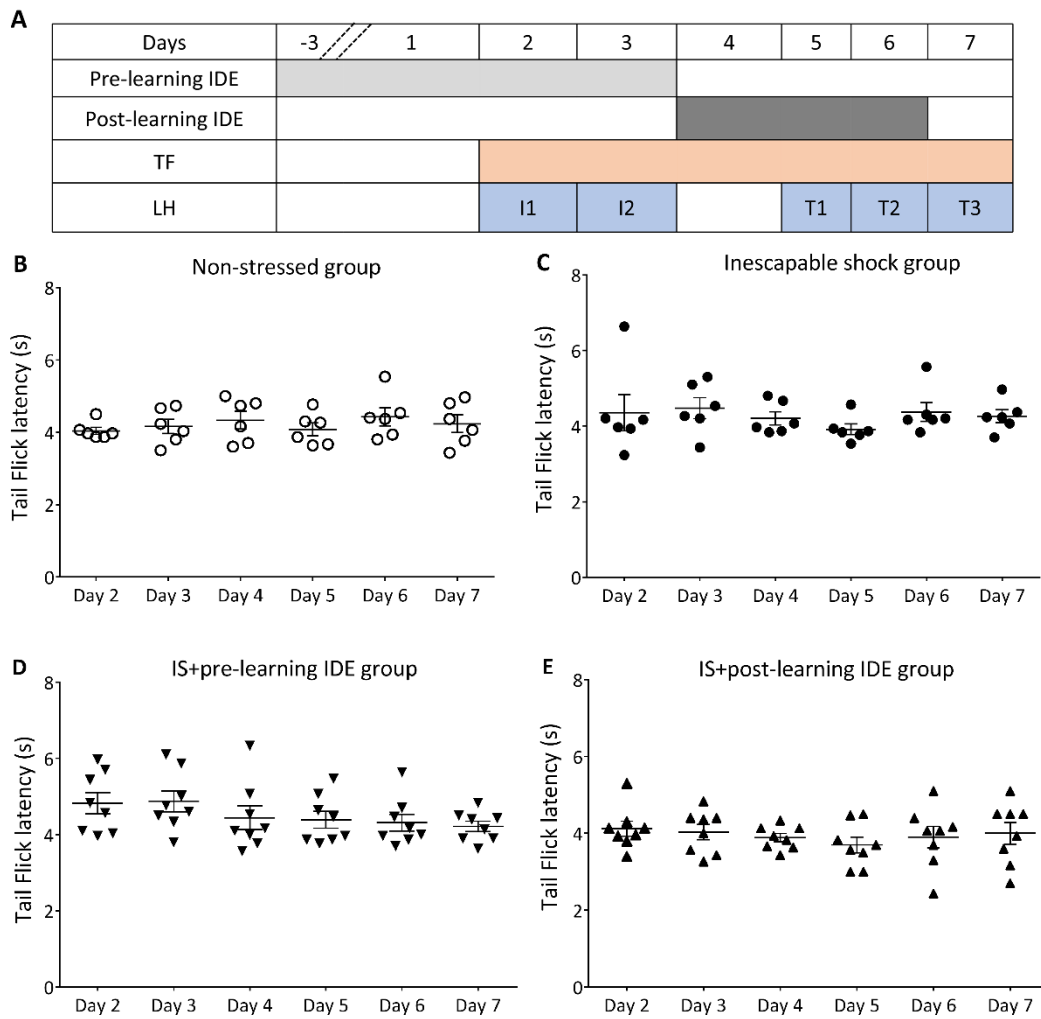 A
Days -3 1 2 3 4 5 6 7
Pre-learning IDE
Post-learning IDE
TF
LH I1 I2 T1 T2 T3
B
Non-stressed group
Tail Flick latency (s)
8
6
4
2
0
Day 2 Day 3 Day 4 Day 5 Day 6 Day 7
C
Inescapable shock group
Tail Flick latency (s)
8
6
4
2
0
Day 2 Day 3 Day 4 Day 5 Day 6 Day 7
D
IS+pre-learning IDE group
Tail Flick latency (s)
8
6
4
2
0
Day 2 Day 3 Day 4 Day 5 Day 6 Day 7
E
IS+post-learning IDE group
Tail Flick latency (s)
8
6
4
2
0
Day 2 Day 3 Day 4 Day 5 Day 6 Day 7